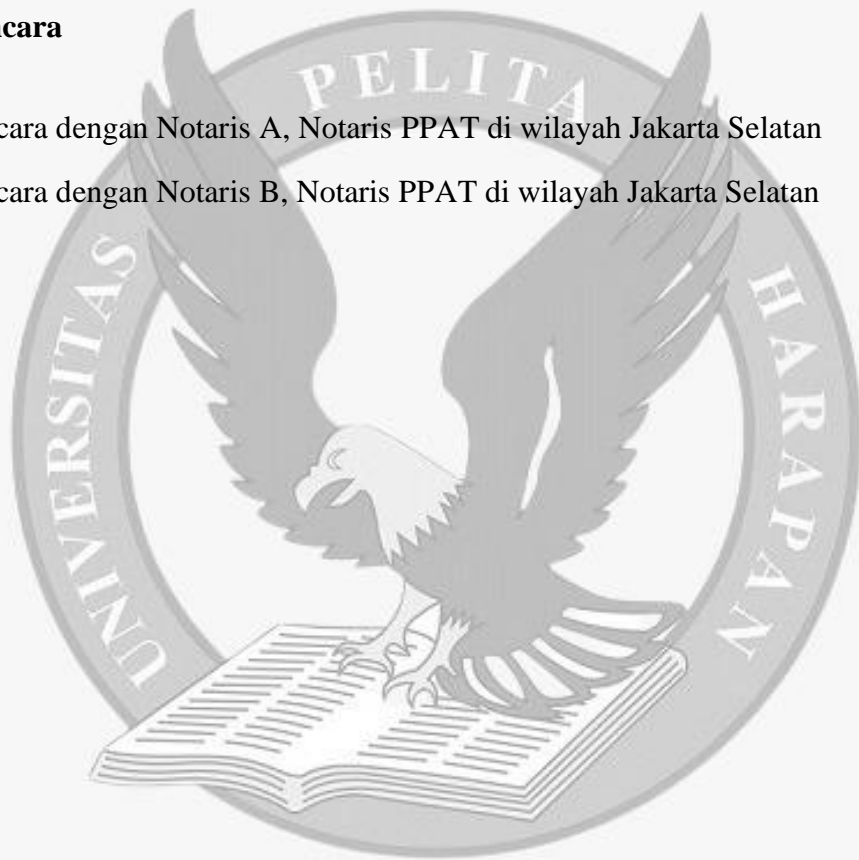 ncara
cara dengan Notaris A, Notaris PPAT di wilayah Jakarta Selatan
cara dengan Notaris B, Notaris PPAT di wilayah Jakarta Selatan
UNIVERSITAS PELITA HARAPAN